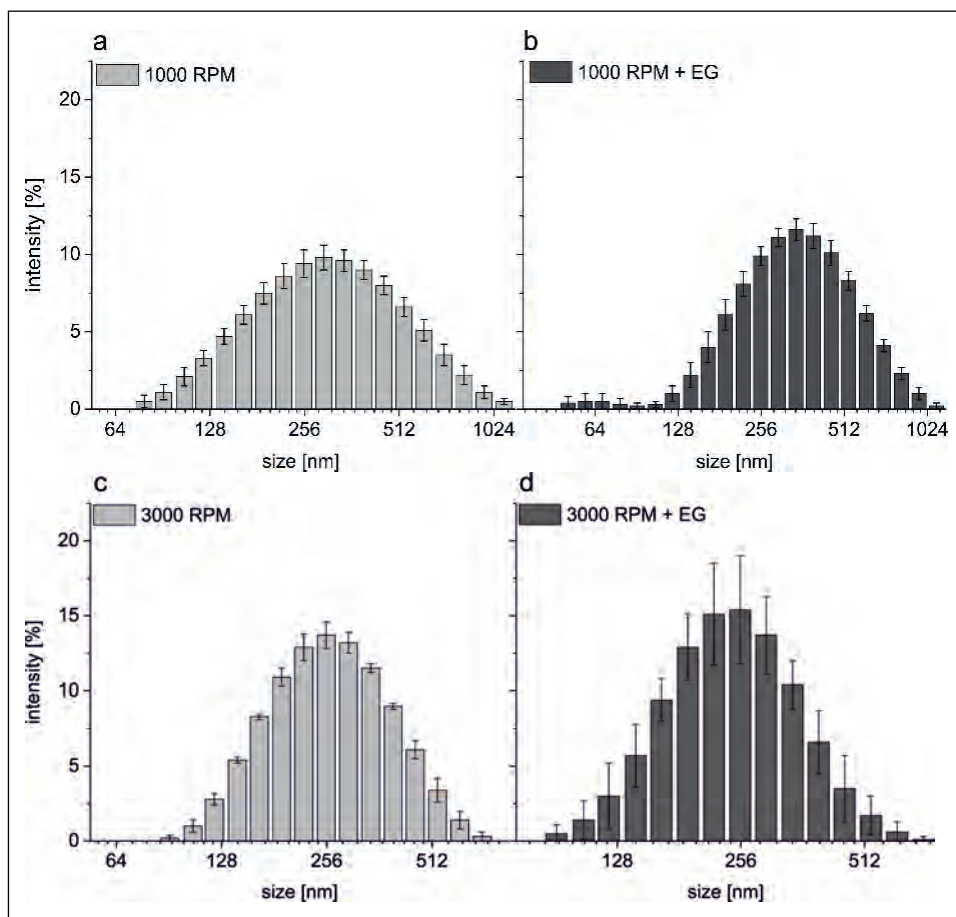 a
1000 RPM
b
1000 RPM + EG
intensity [%]
20
15
10
5
0
64 128 256 512 1024
size [nm]
64 128 256 512 1024
size [nm]
c
3000 RPM
d
3000 RPM + EG
intensity [%]
20
15
10
5
0
64 128 256 512
size [nm]
128 256 512
size [nm]